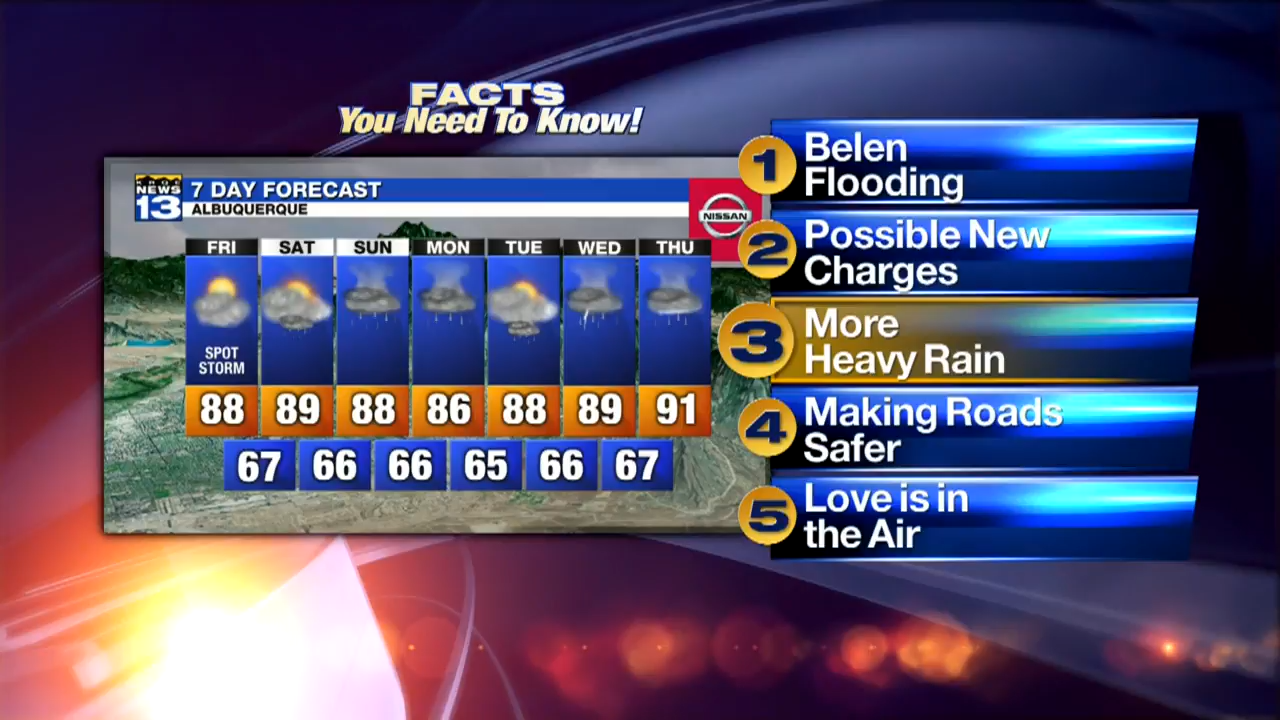 FACTS
You Need To Know!
KRQE
NEWS
13
7 DAY FORECAST
ALBUQUERQUE
NISSAN
FRI SAT SUN MON TUE WED THU
SPOT
STORM
88 89 88 86 88 89 91
67 66 66 65 66 67
1 Belen
Flooding
2 Possible New
Charges
3 More
Heavy Rain
4 Making Roads
Safer
5 Love is in
the Air